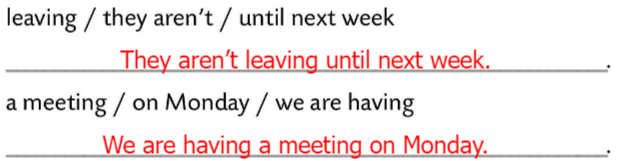 leaving / they aren’t / until next week
They aren’t leaving until next week. .
a meeting / on Monday / we are having
We are having a meeting on Monday. .